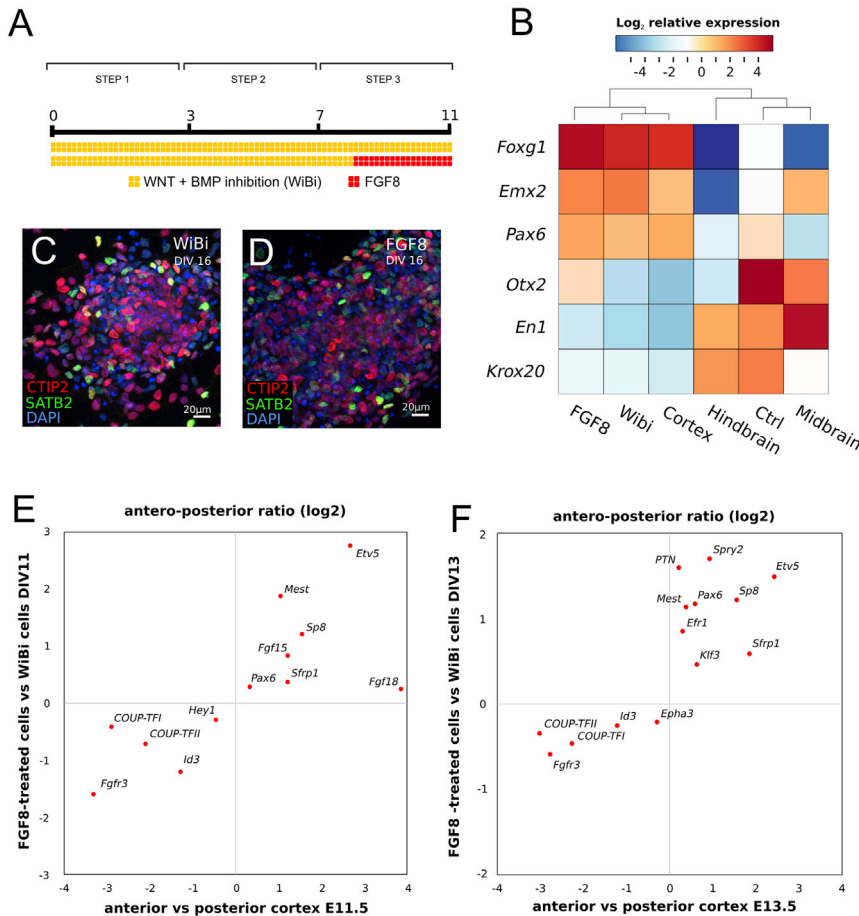 A
STEP 1 STEP 2 STEP 3
0 3 7 11
WNT + BMP inhibition (WiBi) FGF8
B
Log2 relative expression
-4 -2 0 2 4
Foxg1
Emx2
Pax6
Otx2
En1
Krox20
FGF8 Wibi Cortex Hindbrain Ctrl Midbrain
C
WiBi
DIV 16
CTIP2
SATB2
DAPI
20µm
D
FGF8
DIV 16
CTIP2
SATB2
DAPI
20µm
E
antero-posterior ratio (log2)
FGF8-treated cells vs WiBi cells DIV11
3
2
1
0
-1
-2
-3
Etv5
Mest
Sp8
Fgf15
Pax6
Sfrp1
Fgf18
Hey1
COUP-TFI
COUP-TFII
Id3
Fgfr3
-4 -3 -2 -1 0 1 2 3 4
anterior vs posterior cortex E11.5
F
antero-posterior ratio (log2)
FGF8 -treated cells vs WiBi cells DIV13
2
1
0
-1
-2
Spry2
PTN
Etv5
Mest
Pax6
Sp8
Efr1
Sfrp1
Klf3
Epha3
Id3
COUP-TFII
COUP-TFI
Fgfr3
-4 -3 -2 -1 0 1 2 3 4
anterior vs posterior cortex E13.5